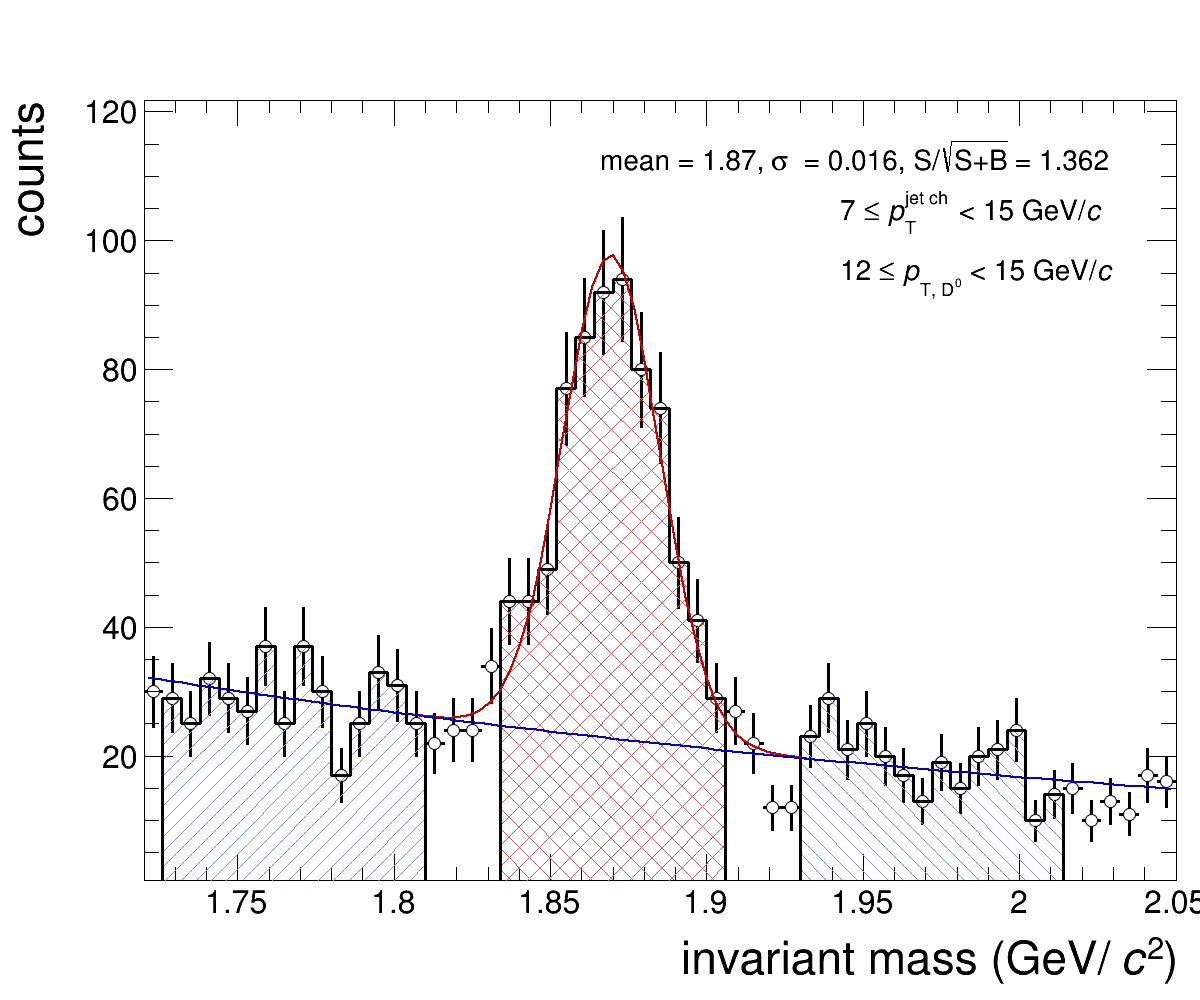 counts
120
100
80
60
40
20
mean = 1.87, σ = 0.016, S/√S+B = 1.362
7 ≤ p_T^jet ch < 15 GeV/c
12 ≤ p_T, D^0 < 15 GeV/c
1.75 1.8 1.85 1.9 1.95 2 2.05
invariant mass (GeV/ c²)